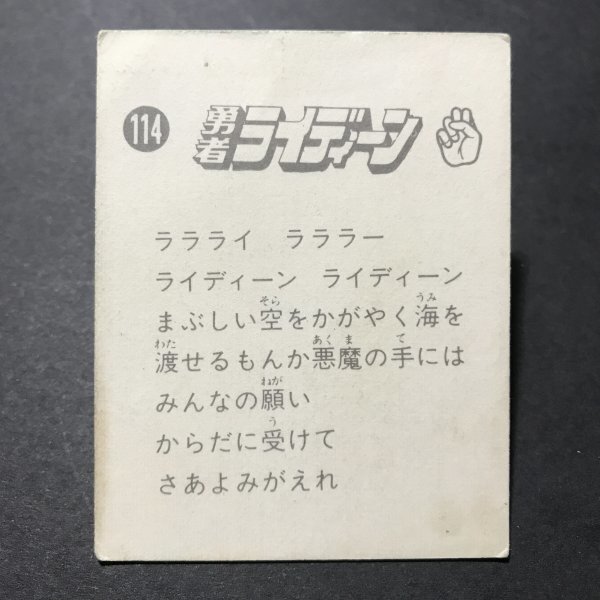 114 勇者ライディーン
ラララライ ラララー
ライディーン ライディーン
まぶしい空をかがやく海を
渡せるもんか悪魔の手には
みんなの願い
からだに受けて
さあよみがえれ